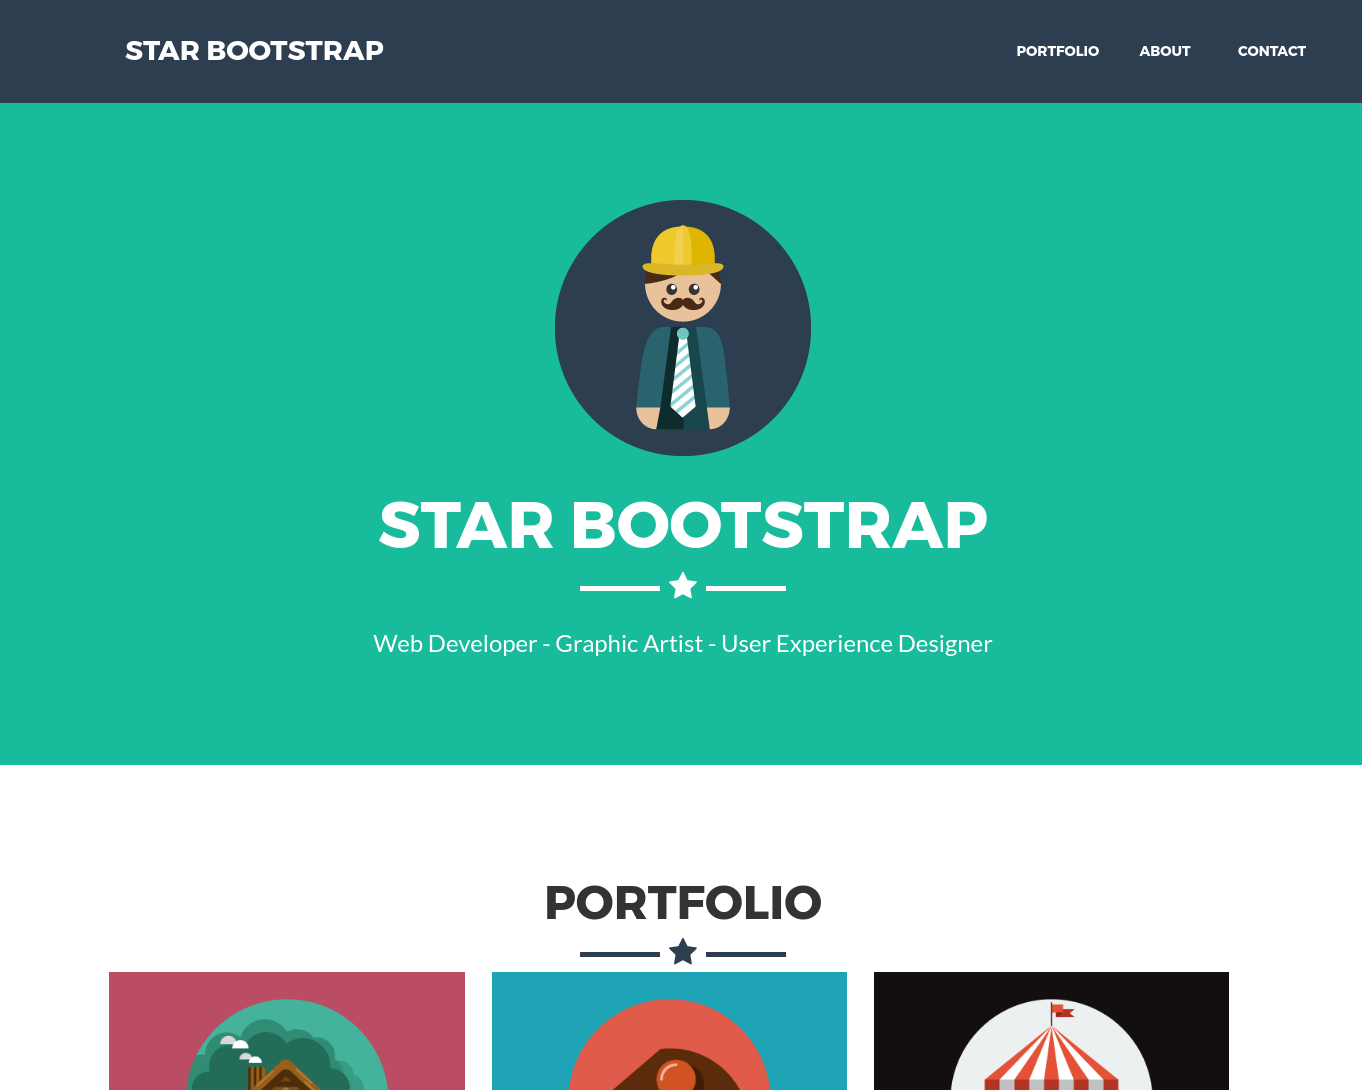 STAR BOOTSTRAP
PORTFOLIO ABOUT CONTACT
STAR BOOTSTRAP
Web Developer - Graphic Artist - User Experience Designer
PORTFOLIO